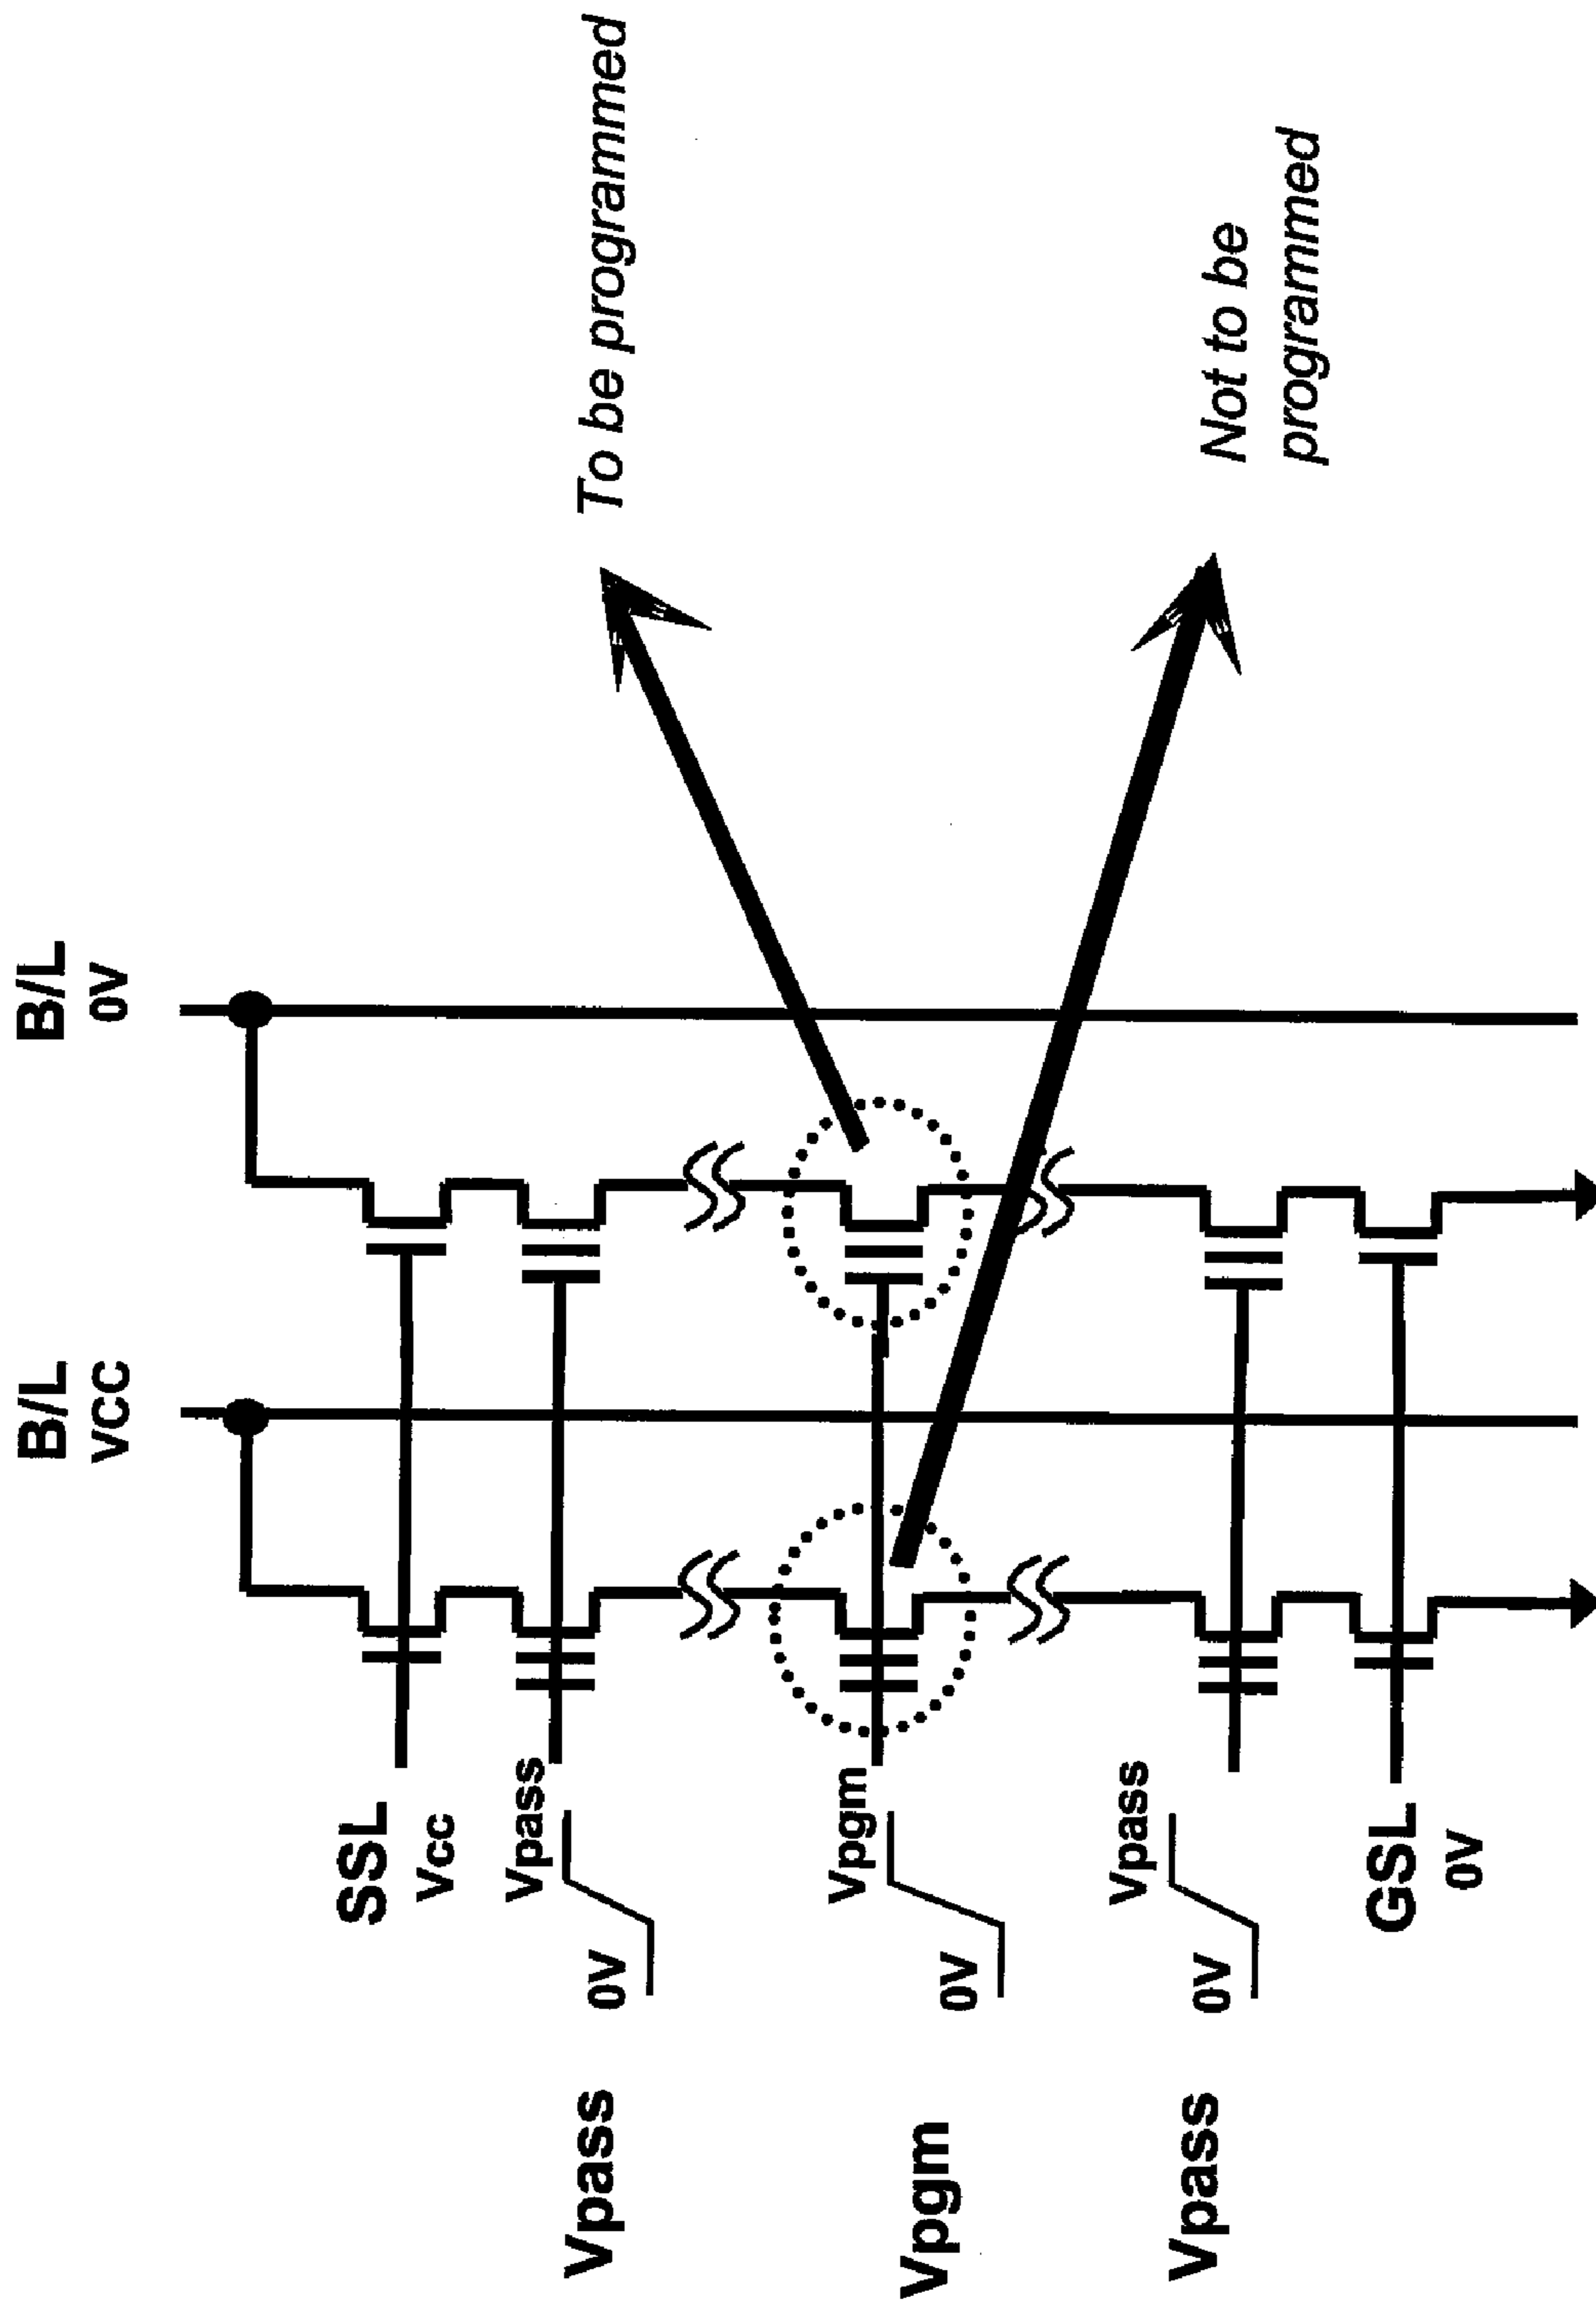 B/L
VCC
B/L
0V
SSL
Vcc
Vpass
Vpass
0V
To be programmed
Vpgm
Vpgm
0V
Vpass
Vpass
0V
Not to be
programmed
GSL
0V